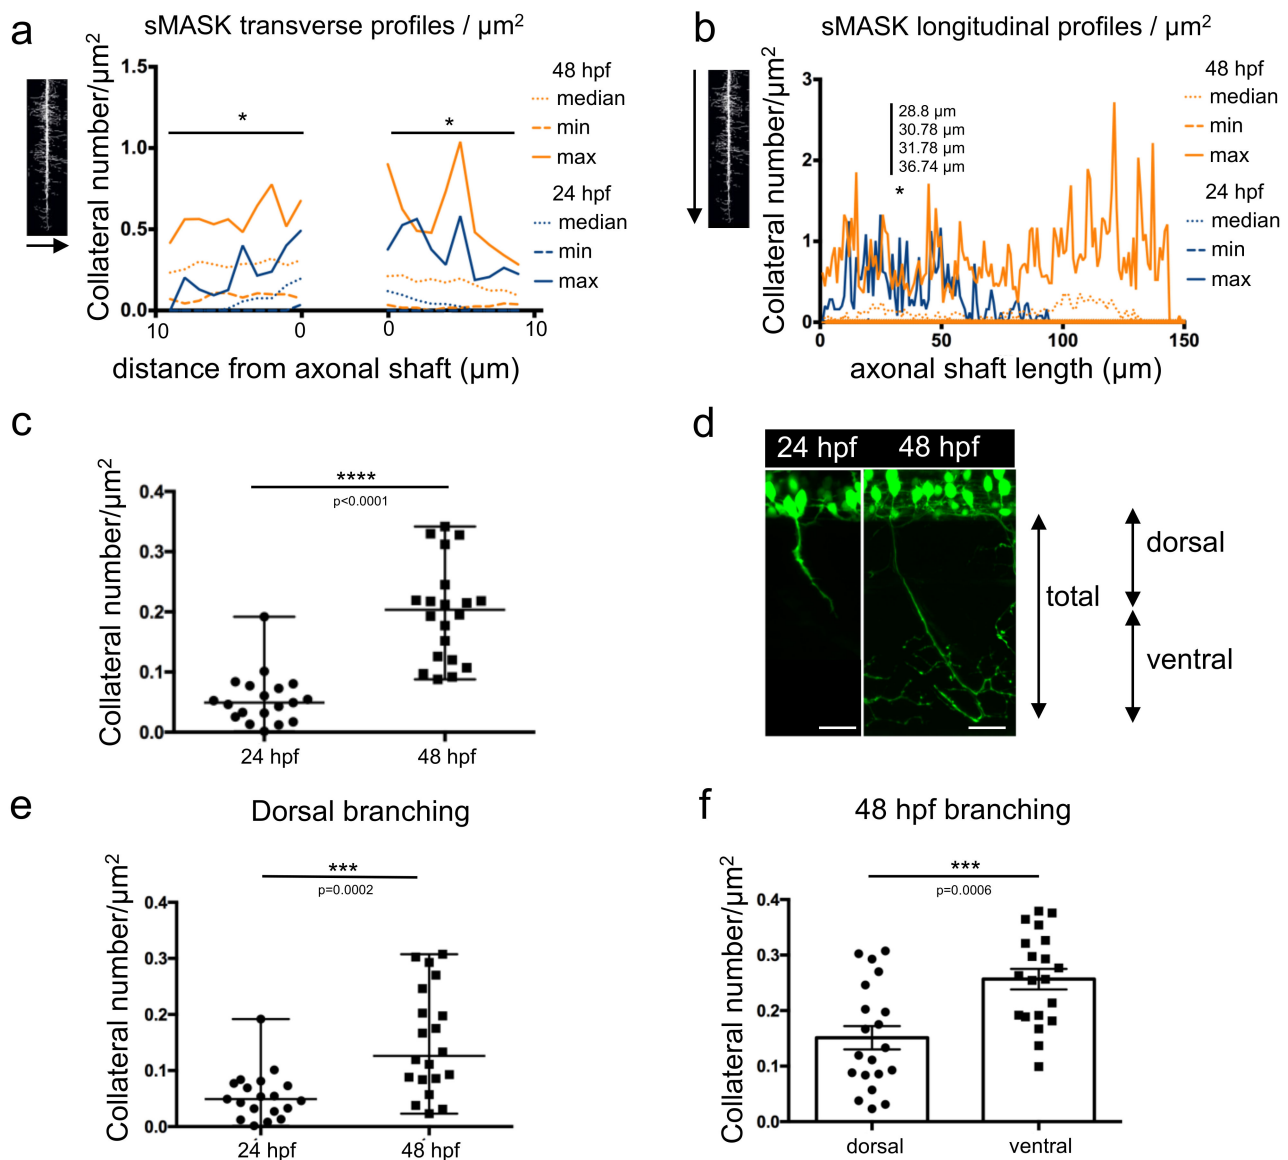 a
sMASK transverse profiles / µm²
Collateral number/µm²
1.5
1.0
0.5
0.0
*
*
10
0
0
10
distance from axonal shaft (µm)
48 hpf
median
min
max
24 hpf
median
min
max
b
sMASK longitudinal profiles / µm²
Collateral number/µm²
3
2
1
0
28.8 µm
30.78 µm
31.78 µm
36.74 µm
*
0
50
100
150
axonal shaft length (µm)
48 hpf
median
min
max
24 hpf
median
min
max
c
Collateral number/µm²
0.4
0.3
0.2
0.1
0.0
****
p<0.0001
24 hpf
48 hpf
d
24 hpf
48 hpf
total
dorsal
ventral
e
Dorsal branching
Collateral number/µm²
0.4
0.3
0.2
0.1
0.0
***
p=0.0002
24 hpf
48 hpf
f
48 hpf branching
Collateral number/µm²
0.4
0.3
0.2
0.1
0.0
***
p=0.0006
dorsal
ventral